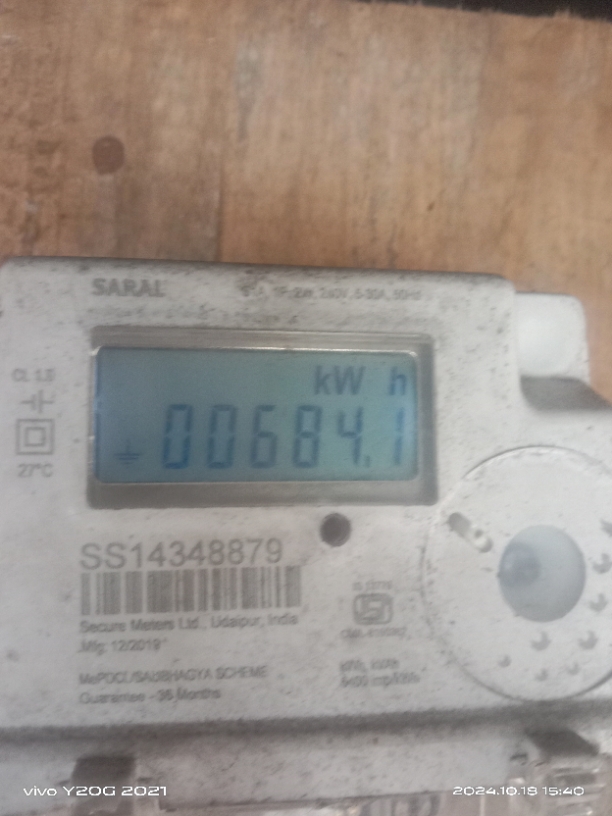 SARAL
CL 1.0
27°C
kW h
00684.1
SS14348879
Secure Meters Ltd., Udaipur, India
Mfg. 12/2019
MePDCL/SAUBHAGYA SCHEME
Guarantee - 36 Months
vivo Y20G 2021
2024.10.19 15:40